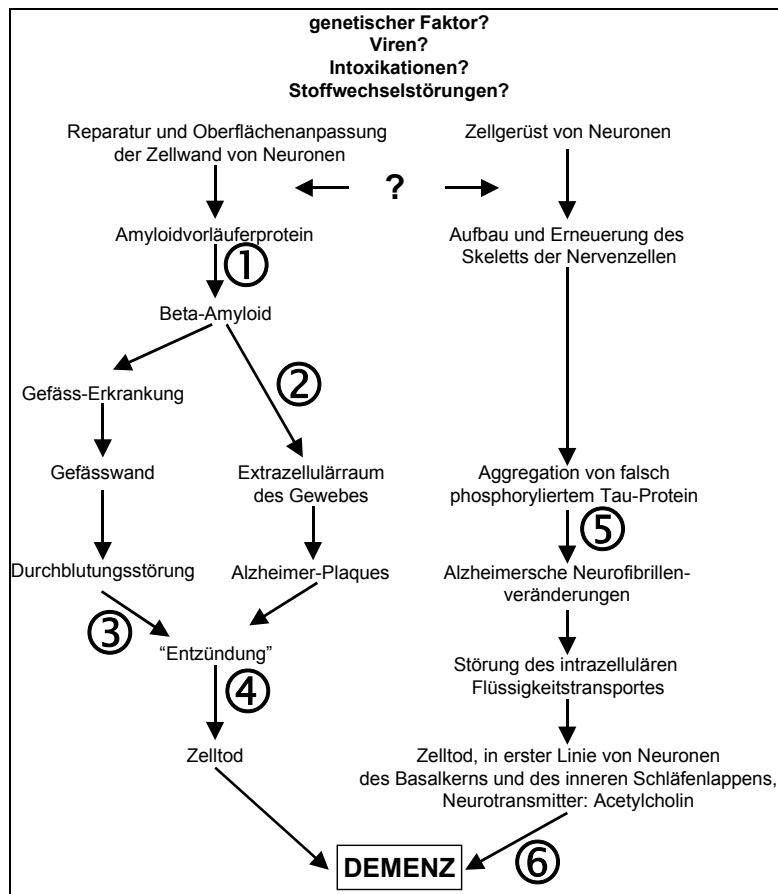 genetischer Faktor?
Viren?
Intoxikationen?
Stoffwechselstörungen?
Reparatur und Oberflächenanpassung
der Zellwand von Neuronen
Zellgerüst von Neuronen
?
Amyloidvorläuferprotein
Aufbau und Erneuerung des
Skeletts der Nervenzellen
①
Beta-Amyloid
②
Gefäss-Erkrankung
Gefässwand
Extrazellulärraum
des Gewebes
Aggregation von falsch
phosphoryliertem Tau-Protein
⑤
Durchblutungsstörung
Alzheimer-Plaques
Alzheimersche Neurofibrillen-
veränderungen
③
"Entzündung"
④
Störung des intrazellulären
Flüssigkeitstransportes
Zelltod
Zelltod, in erster Linie von Neuronen
des Basalkerns und des inneren Schläfenlappens,
Neurotransmitter: Acetylcholin
⑥
DEMENZ